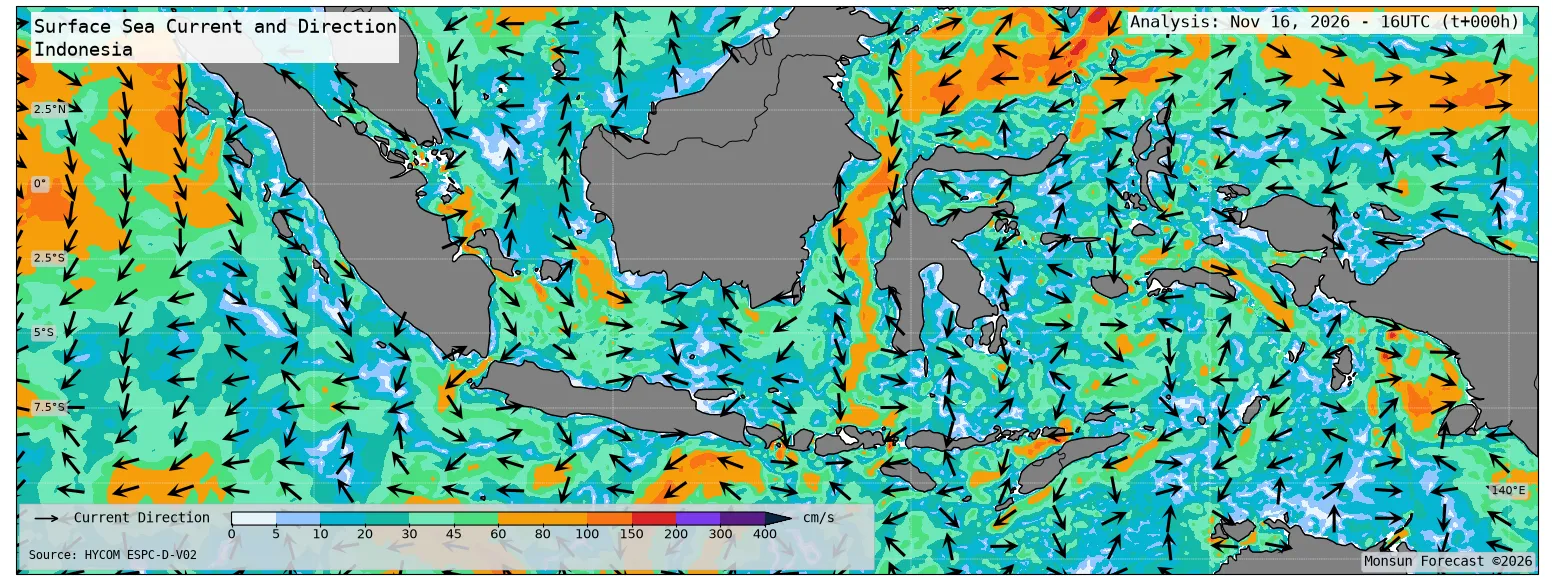 Surface Sea Current and Direction
Indonesia
Analysis: Nov 16, 2026 - 16UTC (t+000h)
2.5°N
0°
2.5°S
5°S
7.5°S
140°E
Current Direction
0 5 10 20 30 45 60 80 100 150 200 300 400 cm/s
Source: HYCOM ESPC-D-V02
Monsun Forecast ©2026